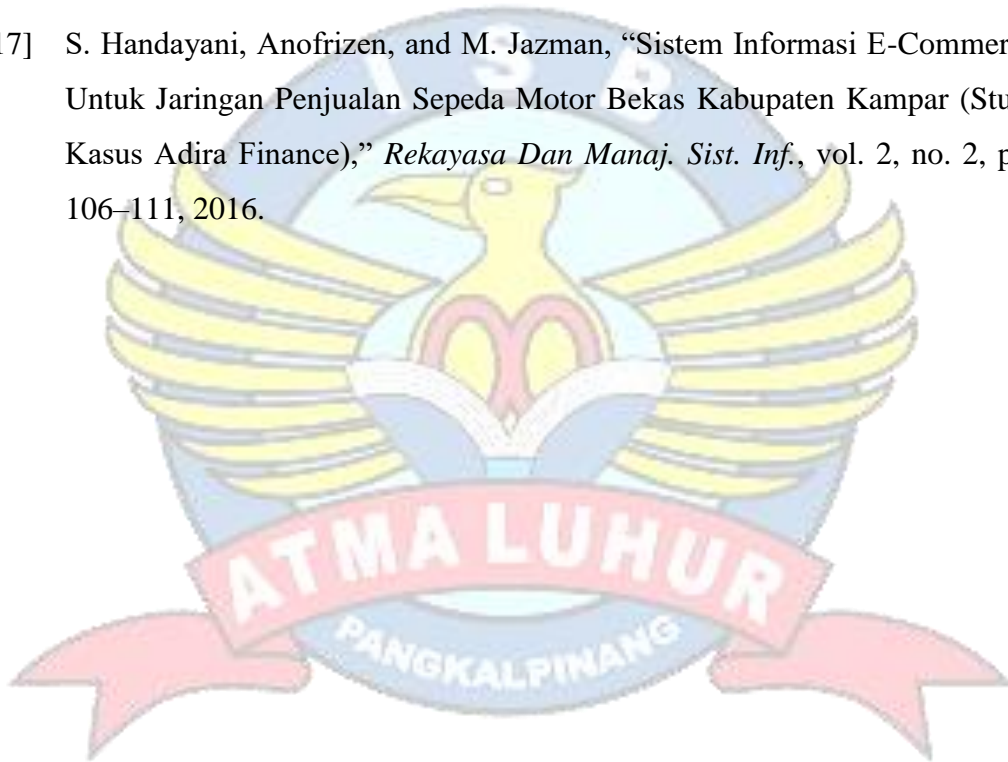 17] S. Handayani, Anofrizen, and M. Jazman, “Sistem Informasi E-Commer
Untuk Jaringan Penjualan Sepeda Motor Bekas Kabupaten Kampar (Stu
Kasus Adira Finance),” Rekayasa Dan Manaj. Sist. Inf., vol. 2, no. 2, p
106–111, 2016.
I S B
ATMA LUHUR
PANGKALPINANG